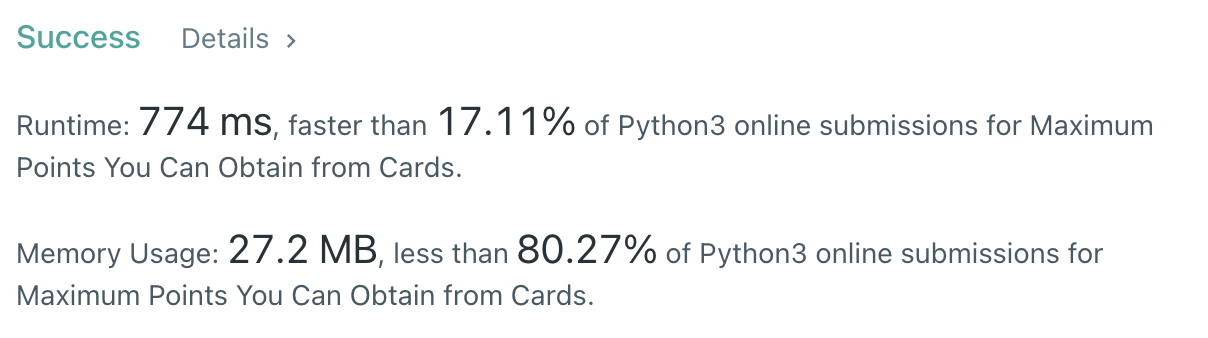 Success Details >
Runtime: 774 ms, faster than 17.11% of Python3 online submissions for Maximum
Points You Can Obtain from Cards.
Memory Usage: 27.2 MB, less than 80.27% of Python3 online submissions for
Maximum Points You Can Obtain from Cards.